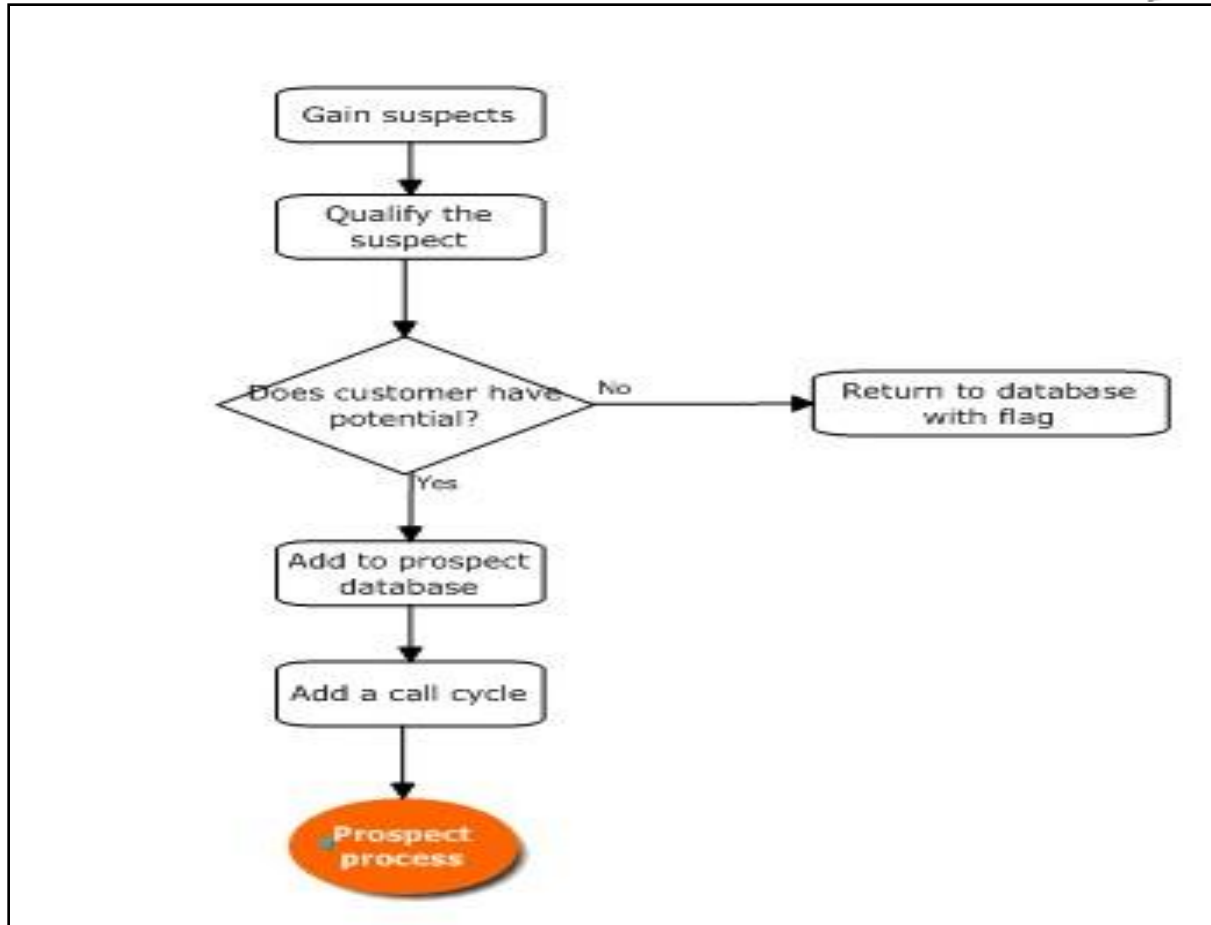 Gain suspects
Qualify the
suspect
Does customer have
potential?
No
Return to database
with flag
Yes
Add to prospect
database
Add a call cycle
Prospect
process